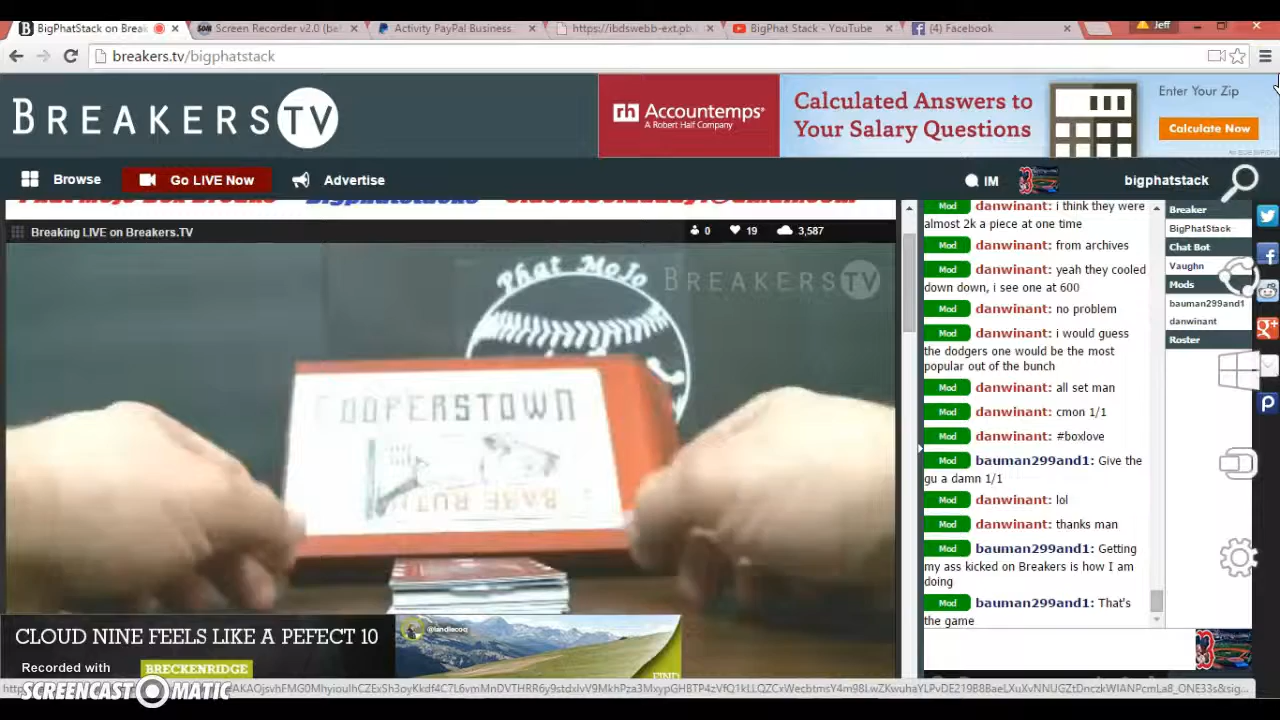 BigPhatStack on Break
Screen Recorder v2.0 (be
Activity PayPal Business
https://ibdswebb-ext.pb
BigPhat Stack - YouTube
(4) Facebook
Jeff
breakers.tv/bigphatstack
BREAKERSTV
rh Accountemps
A Robert Half Company
Calculated Answers to
Your Salary Questions
Enter Your Zip
Calculate Now
Browse
Go LIVE Now
Advertise
IM
bigphatstack
Breaking LIVE on Breakers.TV
0
19
3,587
Phat MoJo
BREAKERSTV
COOPERSTOWN
BABE RUTH
CLOUD NINE FEELS LIKE A PEFECT 10
@landlecoq
Recorded with
BRECKENRIDGE
FIND
SCREENCAST MATIC
Mod danwinant: i think they were
almost 2k a piece at one time
Mod danwinant: from archives
Mod danwinant: yeah they cooled
down down, i see one at 600
Mod danwinant: no problem
Mod danwinant: i would guess
the dodgers one would be the most
popular out of the bunch
Mod danwinant: all set man
Mod danwinant: cmon 1/1
Mod danwinant: #boxlove
Mod bauman299and1: Give the
gu a damn 1/1
Mod danwinant: lol
Mod danwinant: thanks man
Mod bauman299and1: Getting
my ass kicked on Breakers is how I am
doing
Mod bauman299and1: That's
the game
Breaker
BigPhatStack
Chat Bot
Vaughn
Mods
bauman299and1
danwinant
Roster